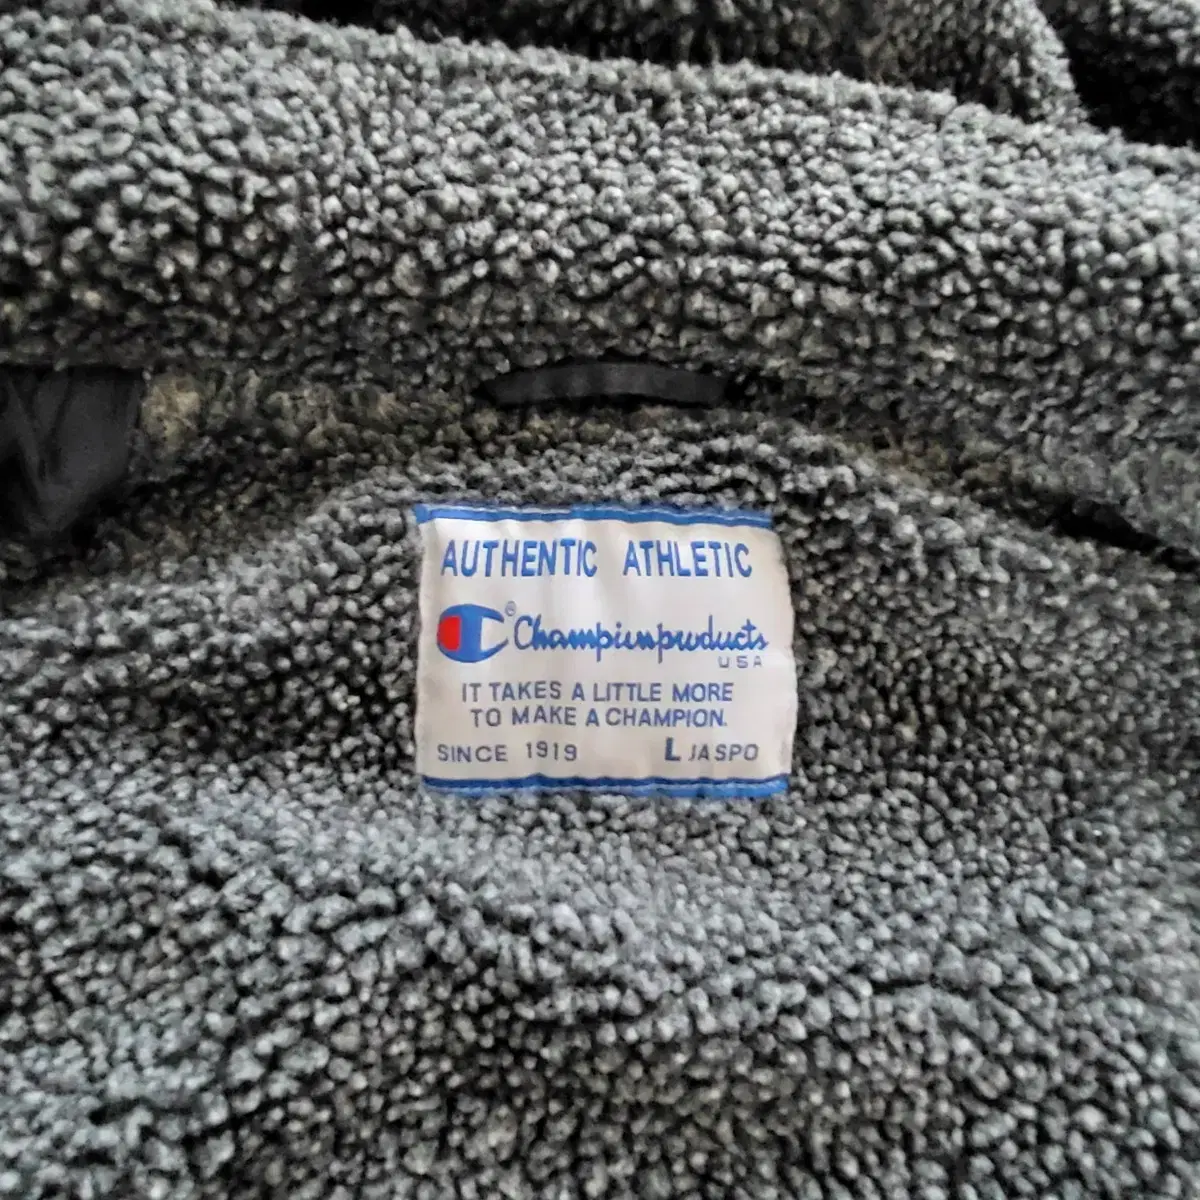 AUTHENTIC ATHLETIC
® Championproducts
USA
IT TAKES A LITTLE MORE
TO MAKE A CHAMPION.
SINCE 1919 L JASPO